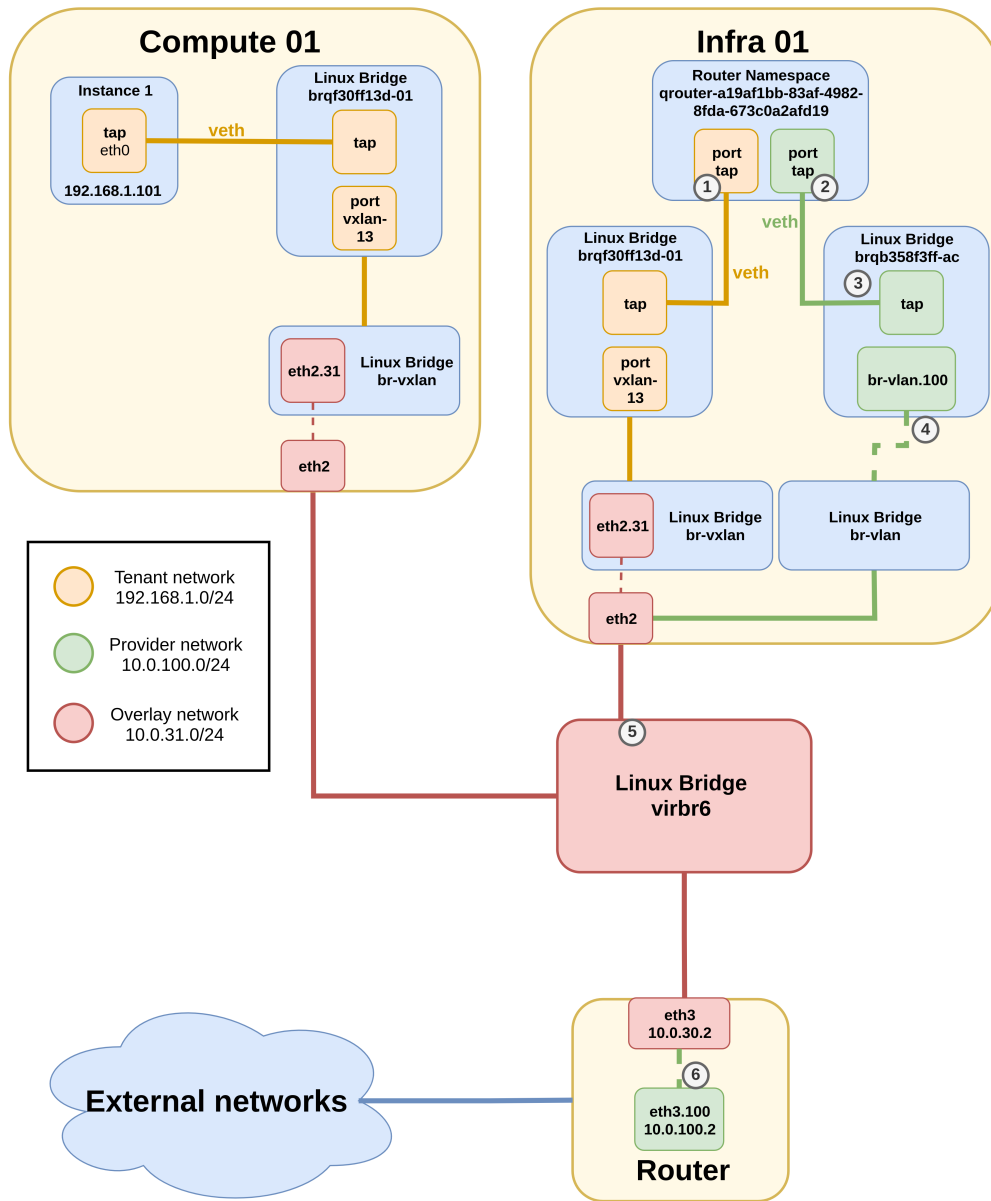 Compute 01
Instance 1
tap
eth0
192.168.1.101
veth
Linux Bridge
brqf30ff13d-01
tap
port
vxlan-
13
eth2.31
Linux Bridge
br-vxlan
eth2
Infra 01
Router Namespace
qrouter-a19af1bb-83af-4982-
8fda-673c0a2afd19
port
tap
1
port
tap
2
veth
veth
Linux Bridge
brqf30ff13d-01
tap
port
vxlan-
13
Linux Bridge
brqb358f3ff-ac
3
tap
br-vlan.100
4
eth2.31
Linux Bridge
br-vxlan
Linux Bridge
br-vlan
eth2
Tenant network
192.168.1.0/24
Provider network
10.0.100.0/24
Overlay network
10.0.31.0/24
5
Linux Bridge
virbr6
External networks
eth3
10.0.30.2
6
eth3.100
10.0.100.2
Router